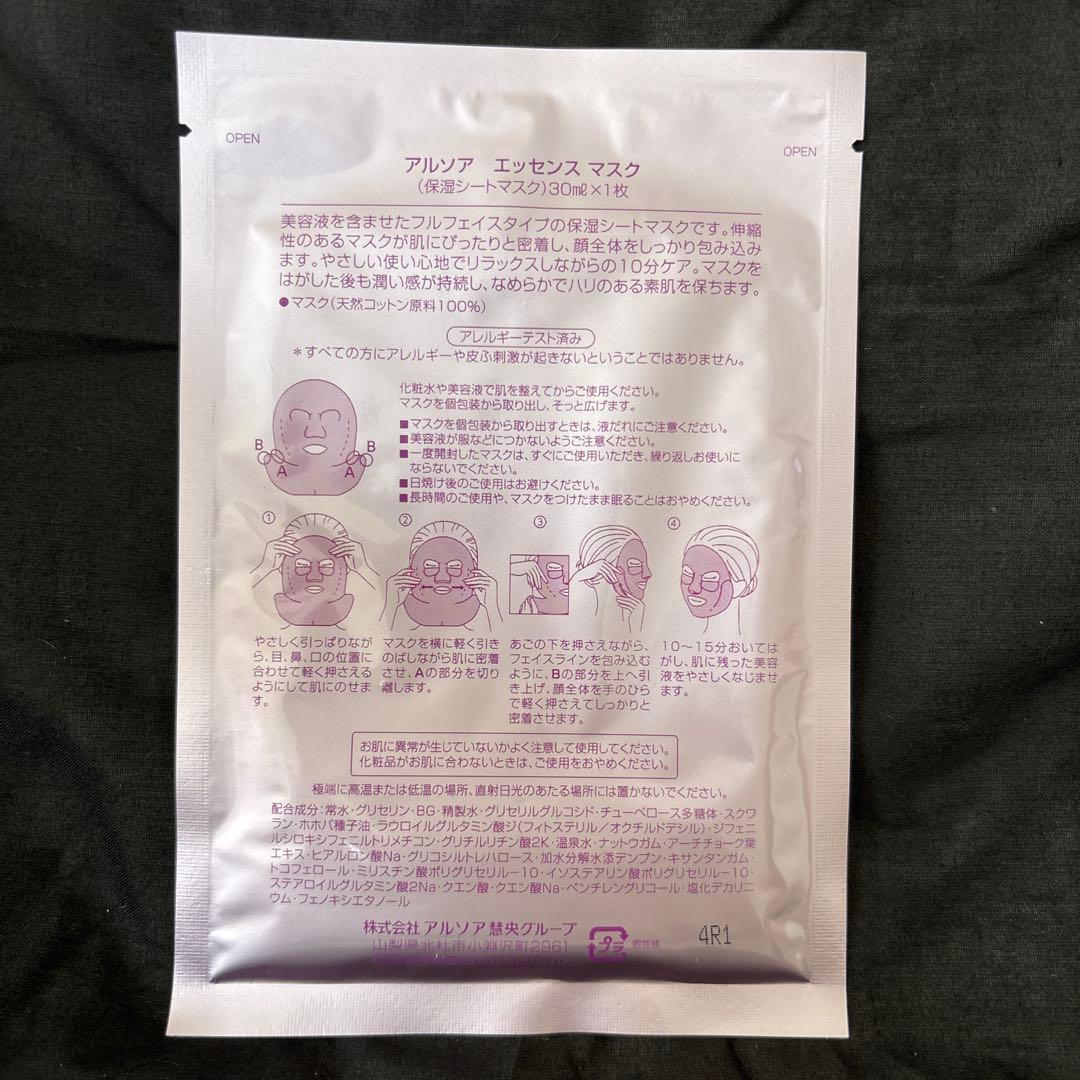 OPEN
OPEN
アルソア エッセンス マスク
(保湿シートマスク)30㎖×1枚
美容液を含ませたフルフェイスタイプの保湿シートマスクです。伸縮
性のあるマスクが肌にぴったりと密着し、顔全体をしっかり包み込み
ます。やさしい使い心地でリラックスしながらの10分ケア。マスクを
はがした後も潤い感が持続し、なめらかでハリのある素肌を保ちます。
●マスク(天然コットン原料100%)
アレルギーテスト済み
＊すべての方にアレルギーや皮ふ刺激が起きないということではありません。
化粧水や美容液で肌を整えてからご使用ください。
マスクを個包装から取り出し、そっと広げます。
■マスクを個包装から取り出すときは、液だれにご注意ください。
■美容液が服などにつかないようご注意ください。
■一度開封したマスクは、すぐにご使用いただき、繰り返しお使いに
ならないでください。
■日焼け後のご使用はお避けください。
■長時間のご使用や、マスクをつけたまま眠ることはおやめください。
B
A
A
B
①
②
③
④
やさしく引っぱりなが
ら、目、鼻、口の位置に
合わせて軽く押さえる
ようにして肌にのせま
す。
マスクを横に軽く引き
のばしながら肌に密着
させ、Aの部分を切り
離します。
あごの下を押さえながら、
フェイスラインを包み込む
ように、Bの部分を上へ引
き上げ、顔全体を手のひら
で軽く押さえてしっかりと
密着させます。
10〜15分おいては
がし、肌に残った美容
液をやさしくなじませ
ます。
お肌に異常が生じていないかよく注意して使用してください。
化粧品がお肌に合わないときは、ご使用をおやめください。
極端に高温または低温の場所、直射日光のあたる場所には置かないでください。
配合成分:常水・グリセリン・BG・精製水・グリセリルグルコシド・チューベロース多糖体・スクワ
ラン・ホホバ種子油・ラウロイルグルタミン酸ジ(フィトステリル/オクチルドデシル)・ジフェニ
ルシロキシフェニルトリメチコン・グリチルリチン酸2K・温泉水・ナットウガム・アーチチョーク葉
エキス・ヒアルロン酸Na・グリコシルトレハロース・加水分解水添デンプン・キサンタンガム・
トコフェロール・ミリスチン酸ポリグリセリル-10・イソステアリン酸ポリグリセリル-10・
ステアロイルグルタミン酸2Na・クエン酸・クエン酸Na・ペンチレングリコール・塩化デカリニ
ウム・フェノキシエタノール
株式会社 アルソア慧央グループ
山梨県北杜市小淵沢町2961
プラ
個包装
4R1